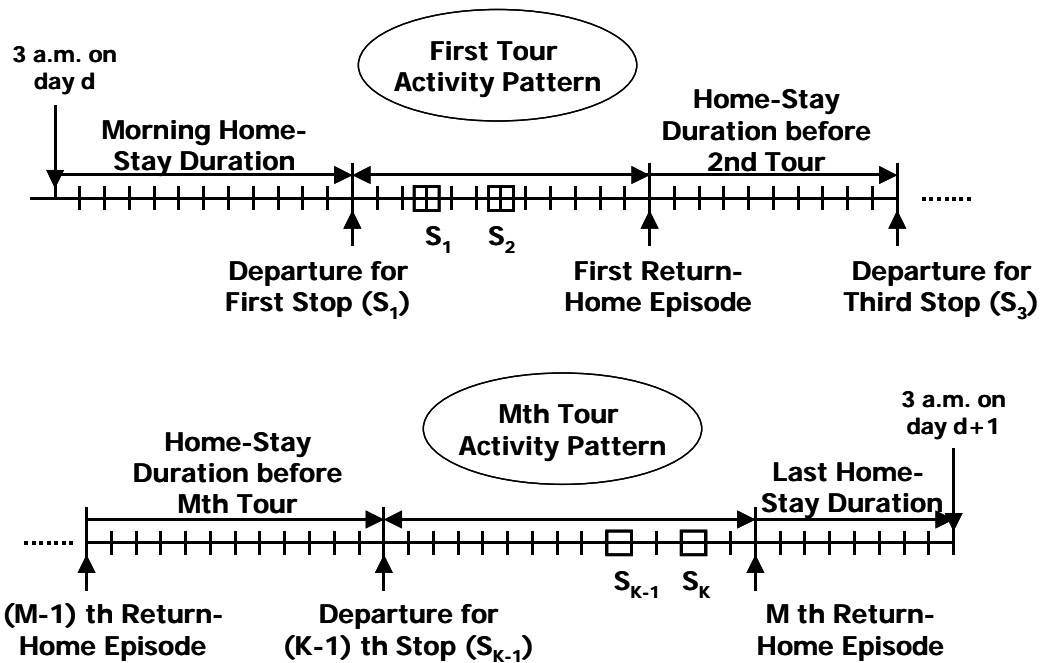 First Tour
Activity Pattern
3 a.m. on
day d
Morning Home-
Stay Duration
Home-Stay
Duration before
2nd Tour
S1
S2
Departure for
First Stop (S1)
First Return-
Home Episode
Departure for
Third Stop (S3)
Mth Tour
Activity Pattern
3 a.m. on
day d+1
Home-Stay
Duration before
Mth Tour
Last Home-
Stay Duration
SK-1
SK
(M-1) th Return-
Home Episode
Departure for
(K-1) th Stop (SK-1)
M th Return-
Home Episode